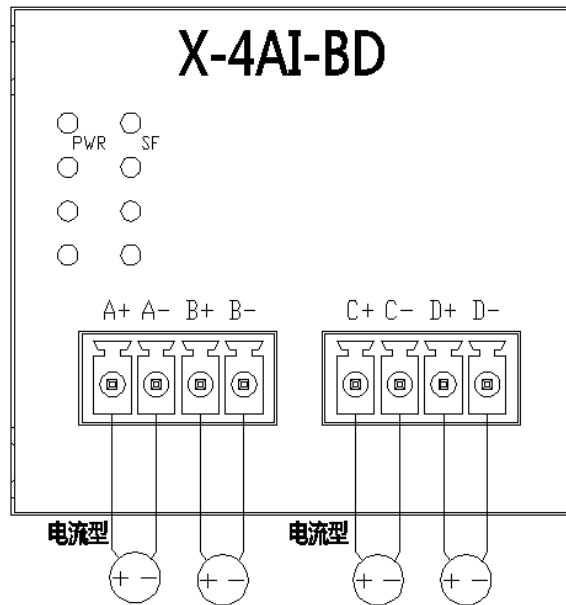 X-4AI-BD
PWR SF
A+ A- B+ B- C+ C- D+ D-
电流型 电流型
+ - + - + - + -